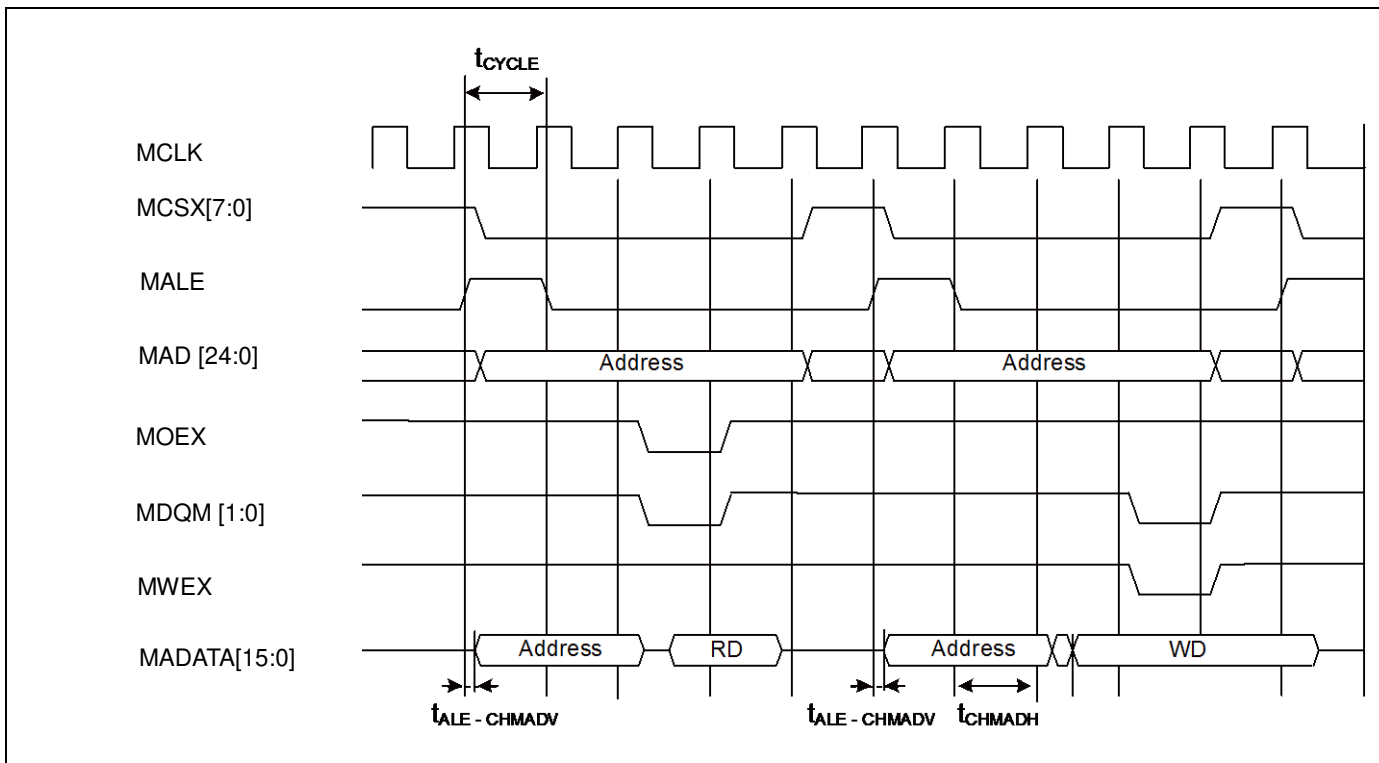 tCYCLE
MCLK
MCSX[7:0]
MALE
MAD [24:0] Address Address
MOEX
MDQM [1:0]
MWEX
MADATA[15:0] Address RD Address WD
tALE - CHMADV tALE - CHMADV tCHMADH